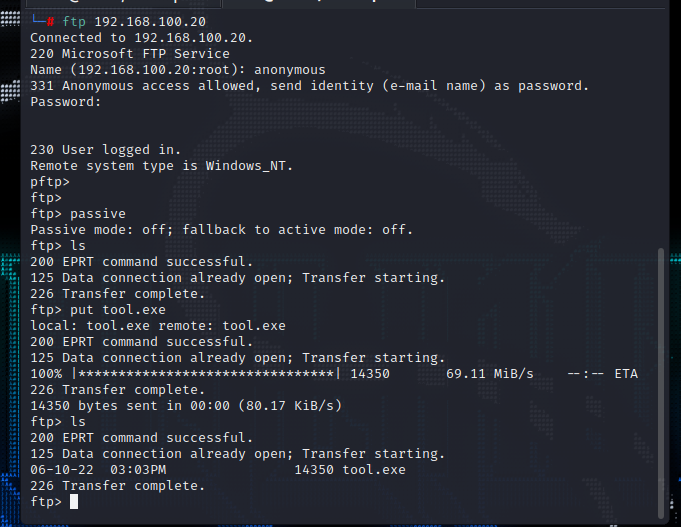 └─# ftp 192.168.100.20
Connected to 192.168.100.20.
220 Microsoft FTP Service
Name (192.168.100.20:root): anonymous
331 Anonymous access allowed, send identity (e-mail name) as password.
Password:
230 User logged in.
Remote system type is Windows_NT.
pftp>
ftp>
ftp> passive
Passive mode: off; fallback to active mode: off.
ftp> ls
200 EPRT command successful.
125 Data connection already open; Transfer starting.
226 Transfer complete.
ftp> put tool.exe
local: tool.exe remote: tool.exe
200 EPRT command successful.
125 Data connection already open; Transfer starting.
100% |********************************| 14350       69.11 MiB/s    --:-- ETA
226 Transfer complete.
14350 bytes sent in 00:00 (80.17 KiB/s)
ftp> ls
200 EPRT command successful.
125 Data connection already open; Transfer starting.
06-10-22  03:03PM                14350 tool.exe
226 Transfer complete.
ftp>